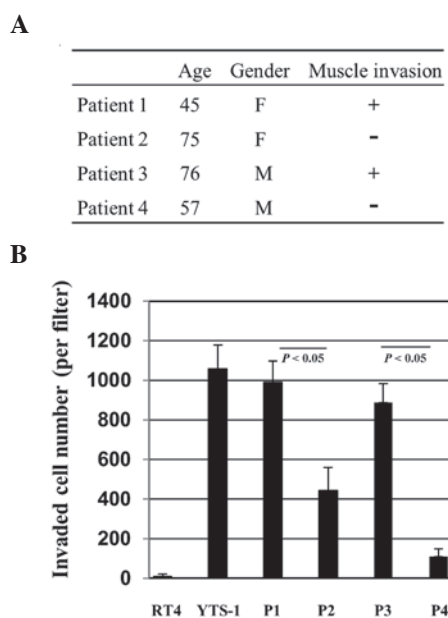 A
Age Gender Muscle invasion
Patient 1 45 F +
Patient 2 75 F -
Patient 3 76 M +
Patient 4 57 M -
B
Invaded cell number (per filter)
1400
1200
1000
800
600
400
200
0
P < 0.05
P < 0.05
RT4 YTS-1 P1 P2 P3 P4